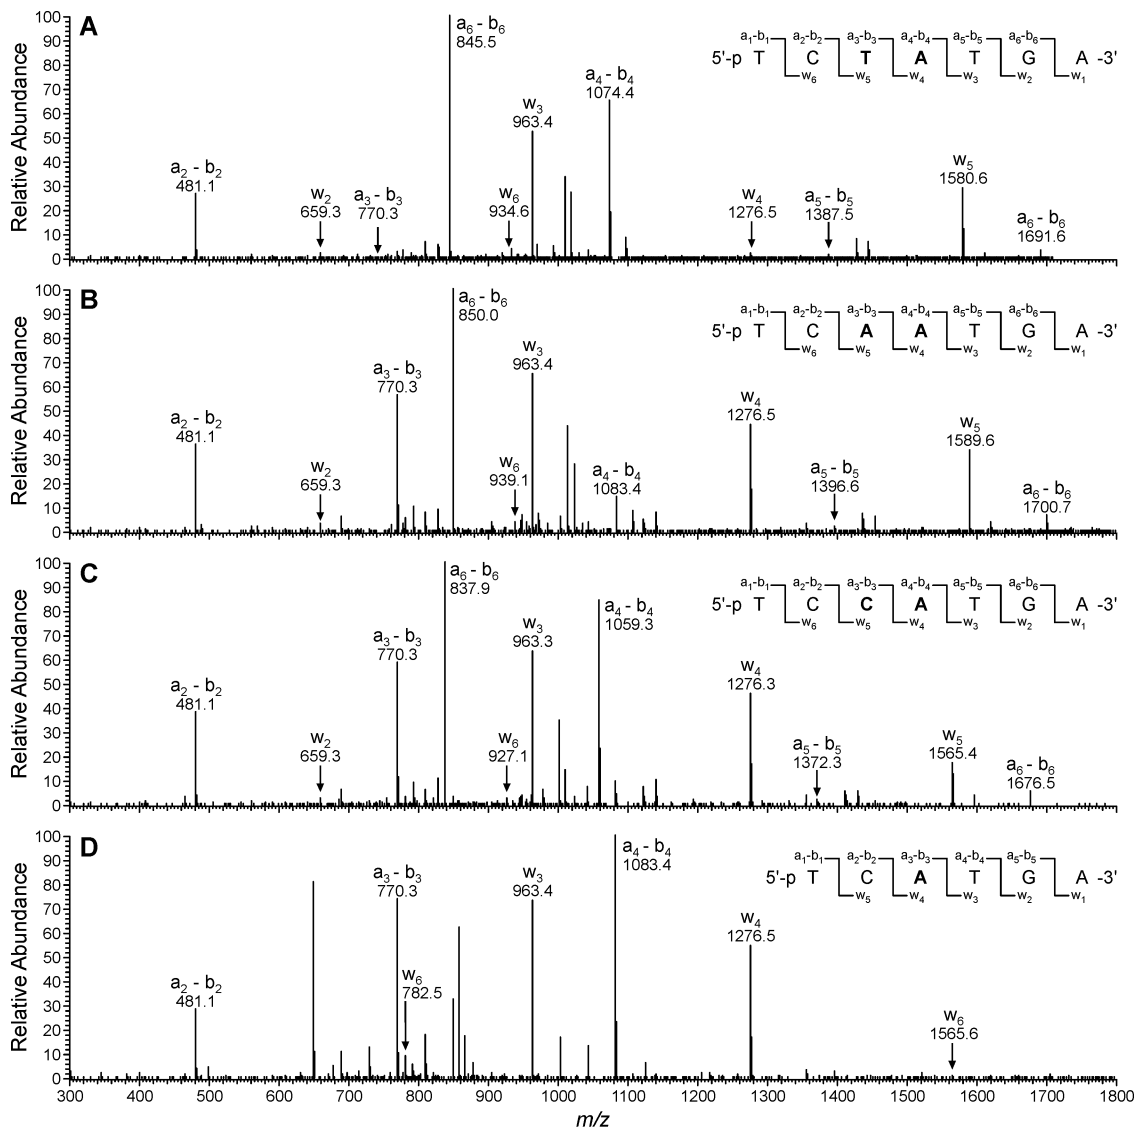 A
Relative Abundance
100
90
80
70
60
50
40
30
20
10
0
a2 - b2
481.1
w2
659.3
a3 - b3
770.3
a6 - b6
845.5
w6
934.6
w3
963.4
a4 - b4
1074.4
w4
1276.5
a5 - b5
1387.5
w5
1580.6
a6 - b6
1691.6
a1-b1 a2-b2 a3-b3 a4-b4 a5-b5 a6-b6
5'-p T C T A T G A -3'
w6 w5 w4 w3 w2 w1
B
Relative Abundance
100
90
80
70
60
50
40
30
20
10
0
a2 - b2
481.1
w2
659.3
a3 - b3
770.3
a6 - b6
850.0
w6
939.1
w3
963.4
a4 - b4
1083.4
w4
1276.5
a5 - b5
1396.6
w5
1589.6
a6 - b6
1700.7
a1-b1 a2-b2 a3-b3 a4-b4 a5-b5 a6-b6
5'-p T C A A T G A -3'
w6 w5 w4 w3 w2 w1
C
Relative Abundance
100
90
80
70
60
50
40
30
20
10
0
a2 - b2
481.1
w2
659.3
a3 - b3
770.3
a6 - b6
837.9
w6
927.1
w3
963.3
a4 - b4
1059.3
w4
1276.3
a5 - b5
1372.3
w5
1565.4
a6 - b6
1676.5
a1-b1 a2-b2 a3-b3 a4-b4 a5-b5 a6-b6
5'-p T C C A T G A -3'
w6 w5 w4 w3 w2 w1
D
Relative Abundance
100
90
80
70
60
50
40
30
20
10
0
a2 - b2
481.1
a3 - b3
770.3
w6
782.5
w3
963.4
a4 - b4
1083.4
w4
1276.5
w6
1565.6
a1-b1 a2-b2 a3-b3 a4-b4 a5-b5
5'-p T C A T G A -3'
w5 w4 w3 w2 w1
300 400 500 600 700 800 900 1000 1100 1200 1300 1400 1500 1600 1700 1800
m/z